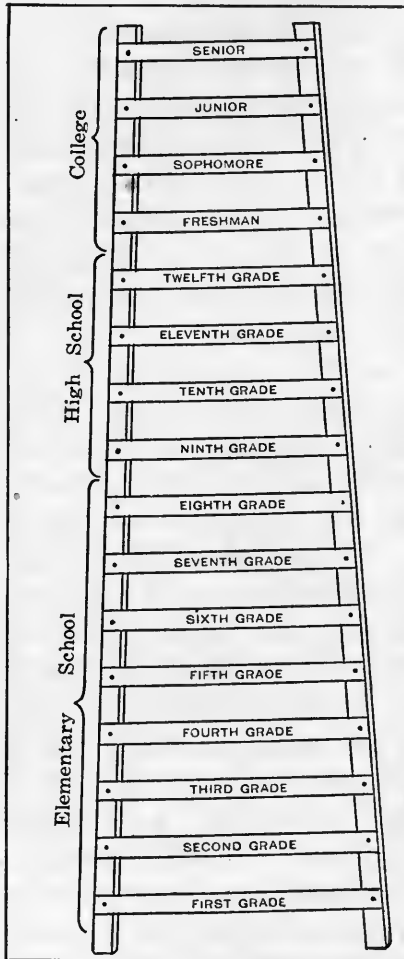 College
High School
Elementary School
SENIOR
JUNIOR
SOPHOMORE
FRESHMAN
TWELFTH GRADE
ELEVENTH GRADE
TENTH GRADE
NINTH GRADE
EIGHTH GRADE
SEVENTH GRADE
SIXTH GRADE
FIFTH GRAOE
FOURTH GRADE
THIRD GRADE
SECOND GRADE
FIRST GRADE